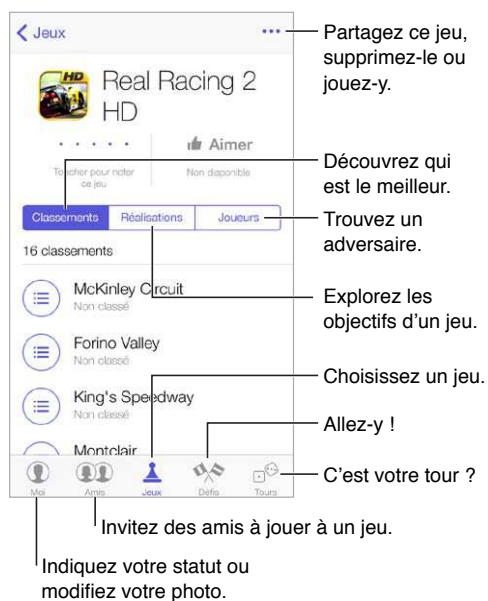 Jeux
•••
Partagez ce jeu,
supprimez-le ou
jouez-y.
HD
Real Racing 2
HD
Aimer
Toucher pour noter
ce jeu
Non disponible
Découvrez qui
est le meilleur.
Classements
Réalisations
Joueurs
Trouvez un
adversaire.
16 classements
McKinley Circuit
Non classé
Explorez les
objectifs d’un jeu.
Forino Valley
Non classé
King's Speedway
Non classé
Choisissez un jeu.
Allez-y !
Montclair
Moi
Amis
Jeux
Défis
Tours
C’est votre tour ?
Invitez des amis à jouer à un jeu.
Indiquez votre statut ou
modifiez votre photo.